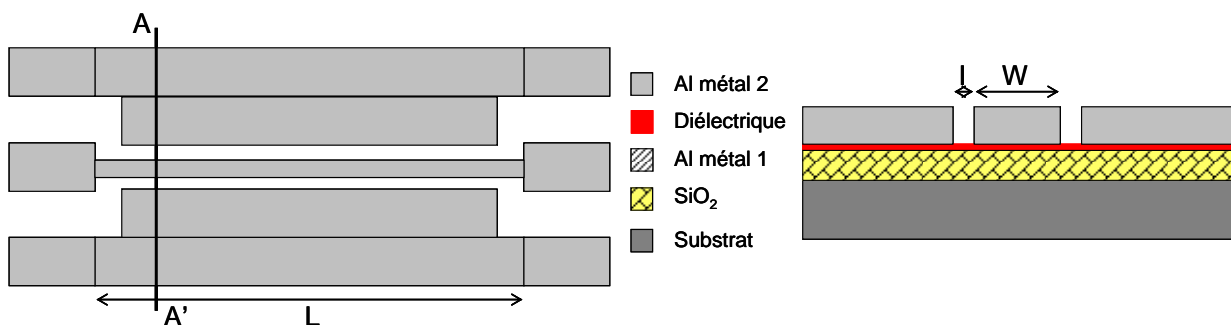 A
A'
L
Al métal 2
Diélectrique
Al métal 1
SiO₂
Substrat
l W